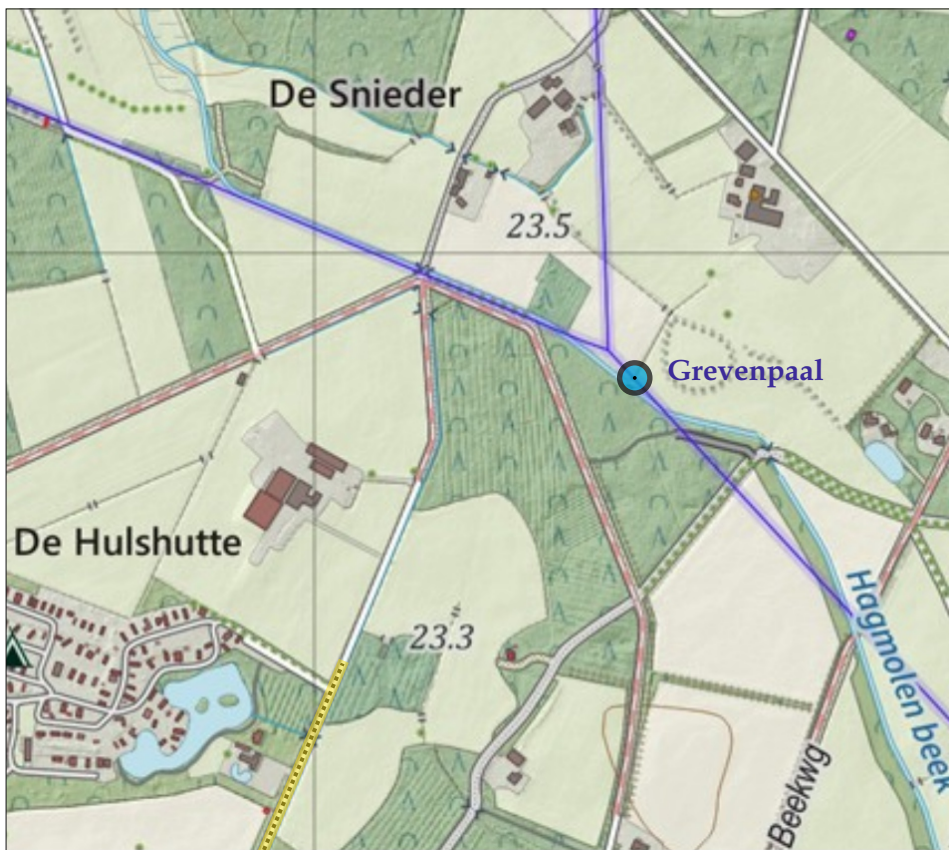 De Snieder
23.5
Grevenpaal
De Hulshutte
23.3
Hagmolen beek
Beekwg